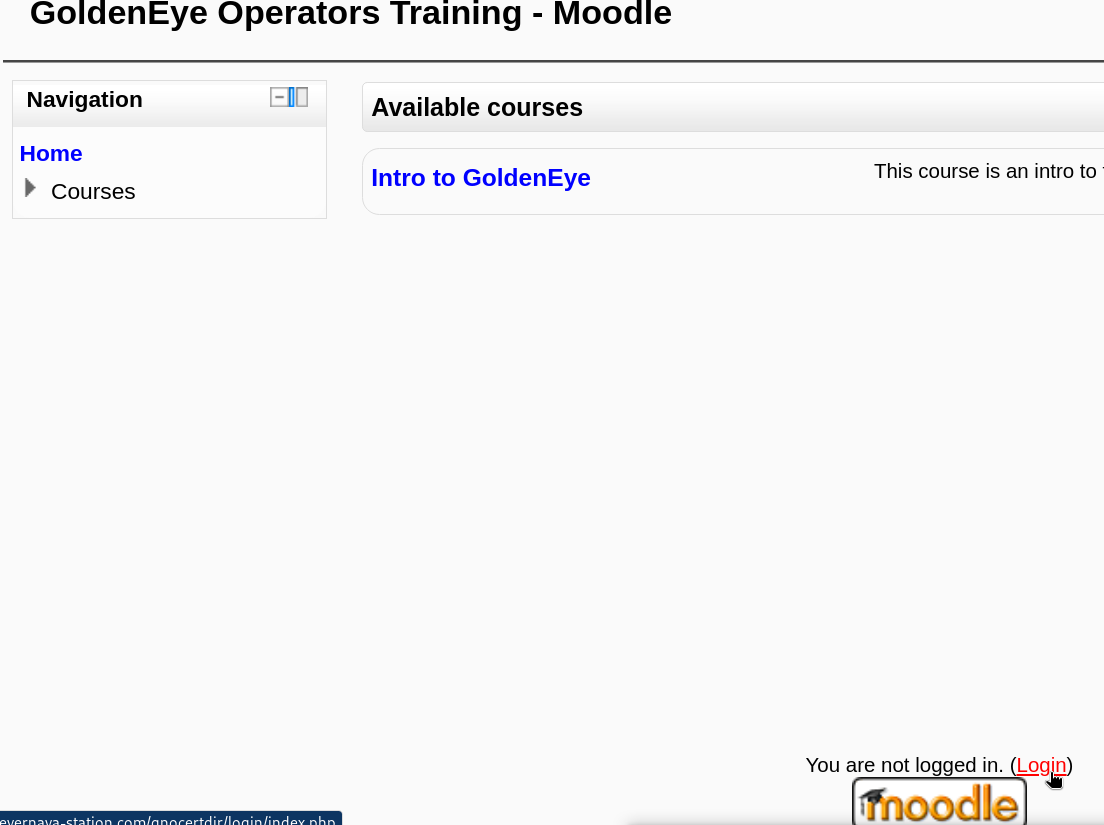 GoldenEye Operators Training - Moodle
Navigation
Home
Courses
Available courses
Intro to GoldenEye
This course is an intro to
You are not logged in. (Login)
moodle
evernaya-station.com/gnocertdir/login/index.php